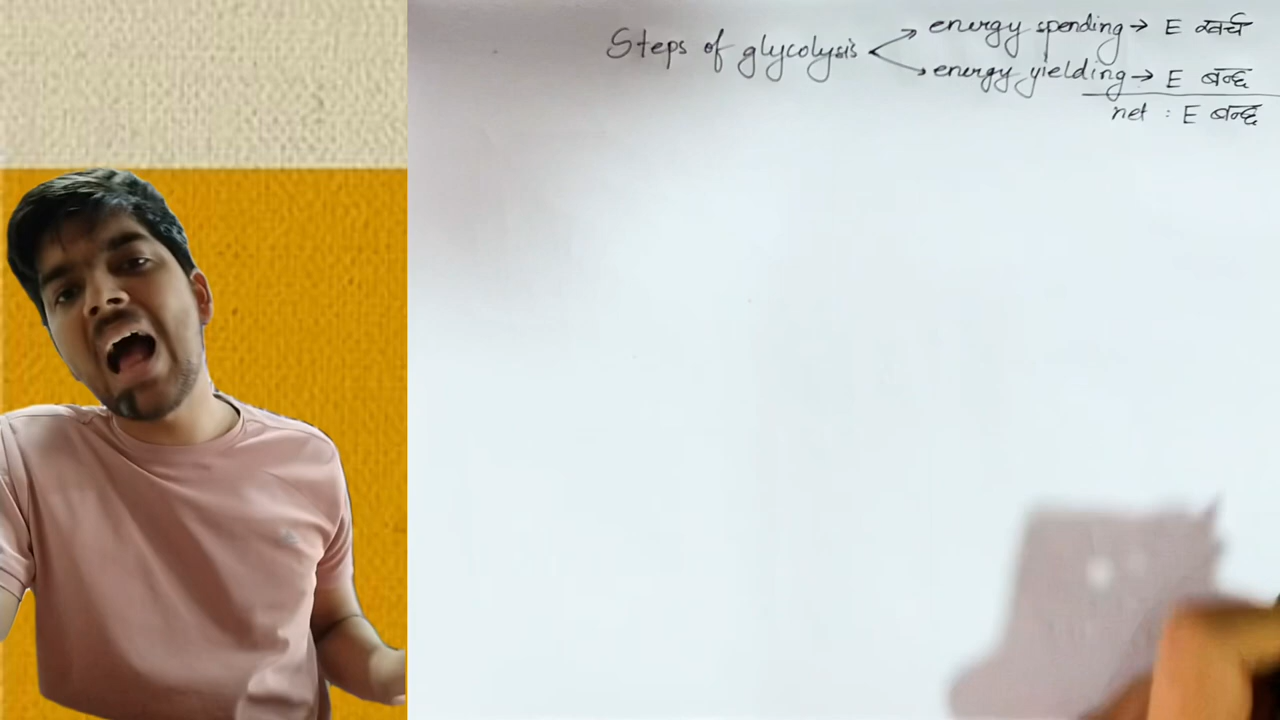 Steps of glycolysis
energy spending → E खर्च
energy yielding → E बन्द
net : E बन्द